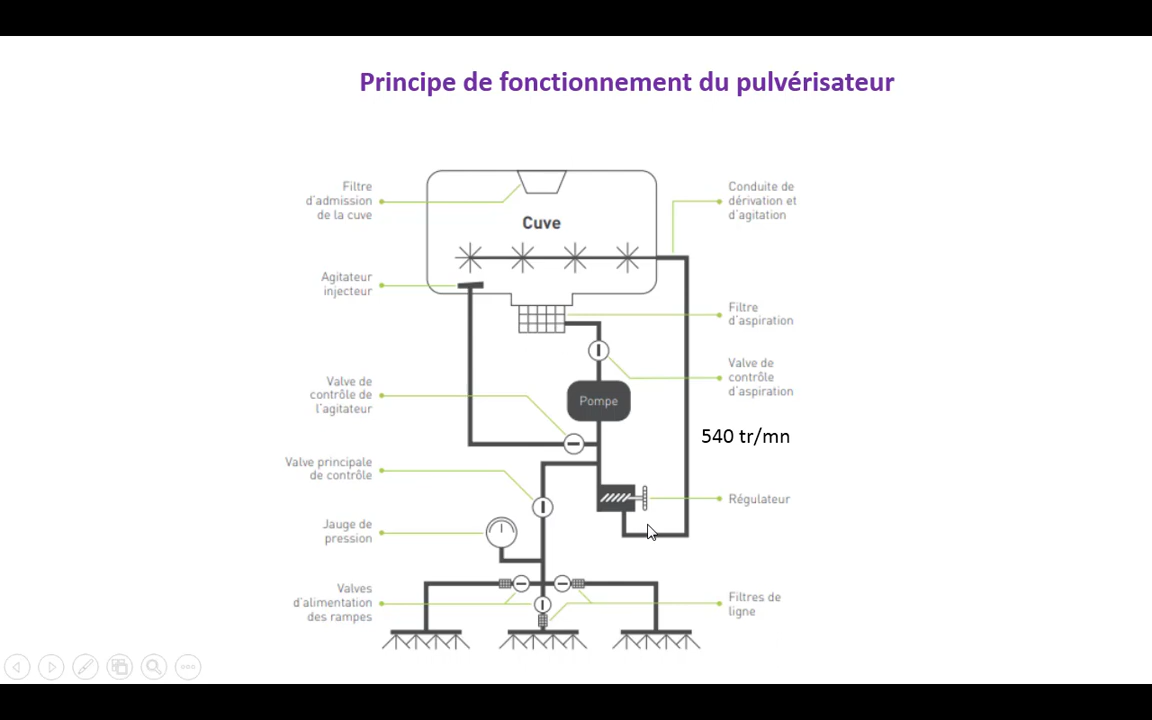 Principe de fonctionnement du pulvérisateur
Filtre
d'admission
de la cuve
Conduite de
dérivation et
d'agitation
Cuve
Agitateur
injecteur
Filtre
d'aspiration
Valve de
contrôle
d'aspiration
Valve de
contrôle de
l'agitateur
Pompe
540 tr/mn
Valve principale
de contrôle
Régulateur
Jauge de
pression
Valves
d'alimentation
des rampes
Filtres de
ligne